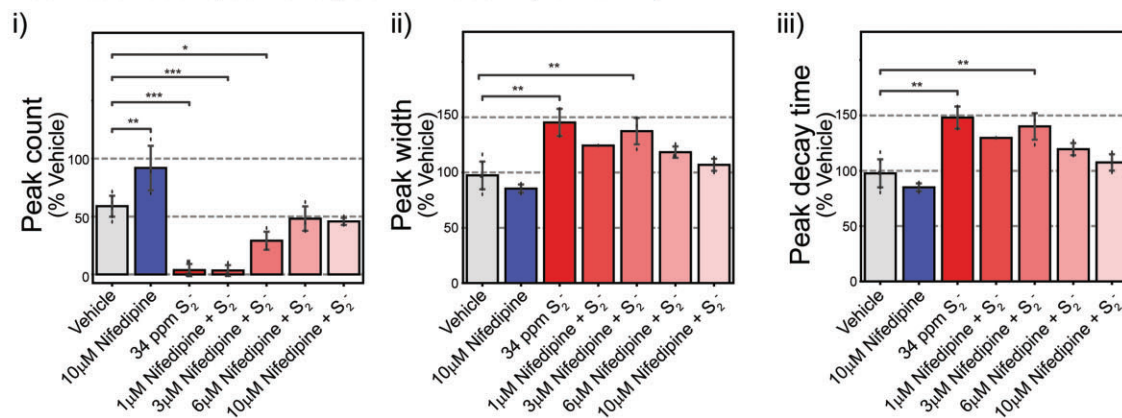 i)
Peak count
(% Vehicle)
100
50
0
*
***
***
**
Vehicle
10μM Nifedipine
34 ppm S₂⁻
1μM Nifedipine + S₂⁻
3μM Nifedipine + S₂⁻
6μM Nifedipine + S₂⁻
10μM Nifedipine + S₂⁻
ii)
Peak width
(% Vehicle)
150
100
50
0
**
**
Vehicle
10μM Nifedipine
34 ppm S₂⁻
1μM Nifedipine + S₂⁻
3μM Nifedipine + S₂⁻
6μM Nifedipine + S₂⁻
10μM Nifedipine + S₂⁻
iii)
Peak decay time
(% Vehicle)
150
100
50
0
**
**
Vehicle
10μM Nifedipine
34 ppm S₂⁻
1μM Nifedipine + S₂⁻
3μM Nifedipine + S₂⁻
6μM Nifedipine + S₂⁻
10μM Nifedipine + S₂⁻